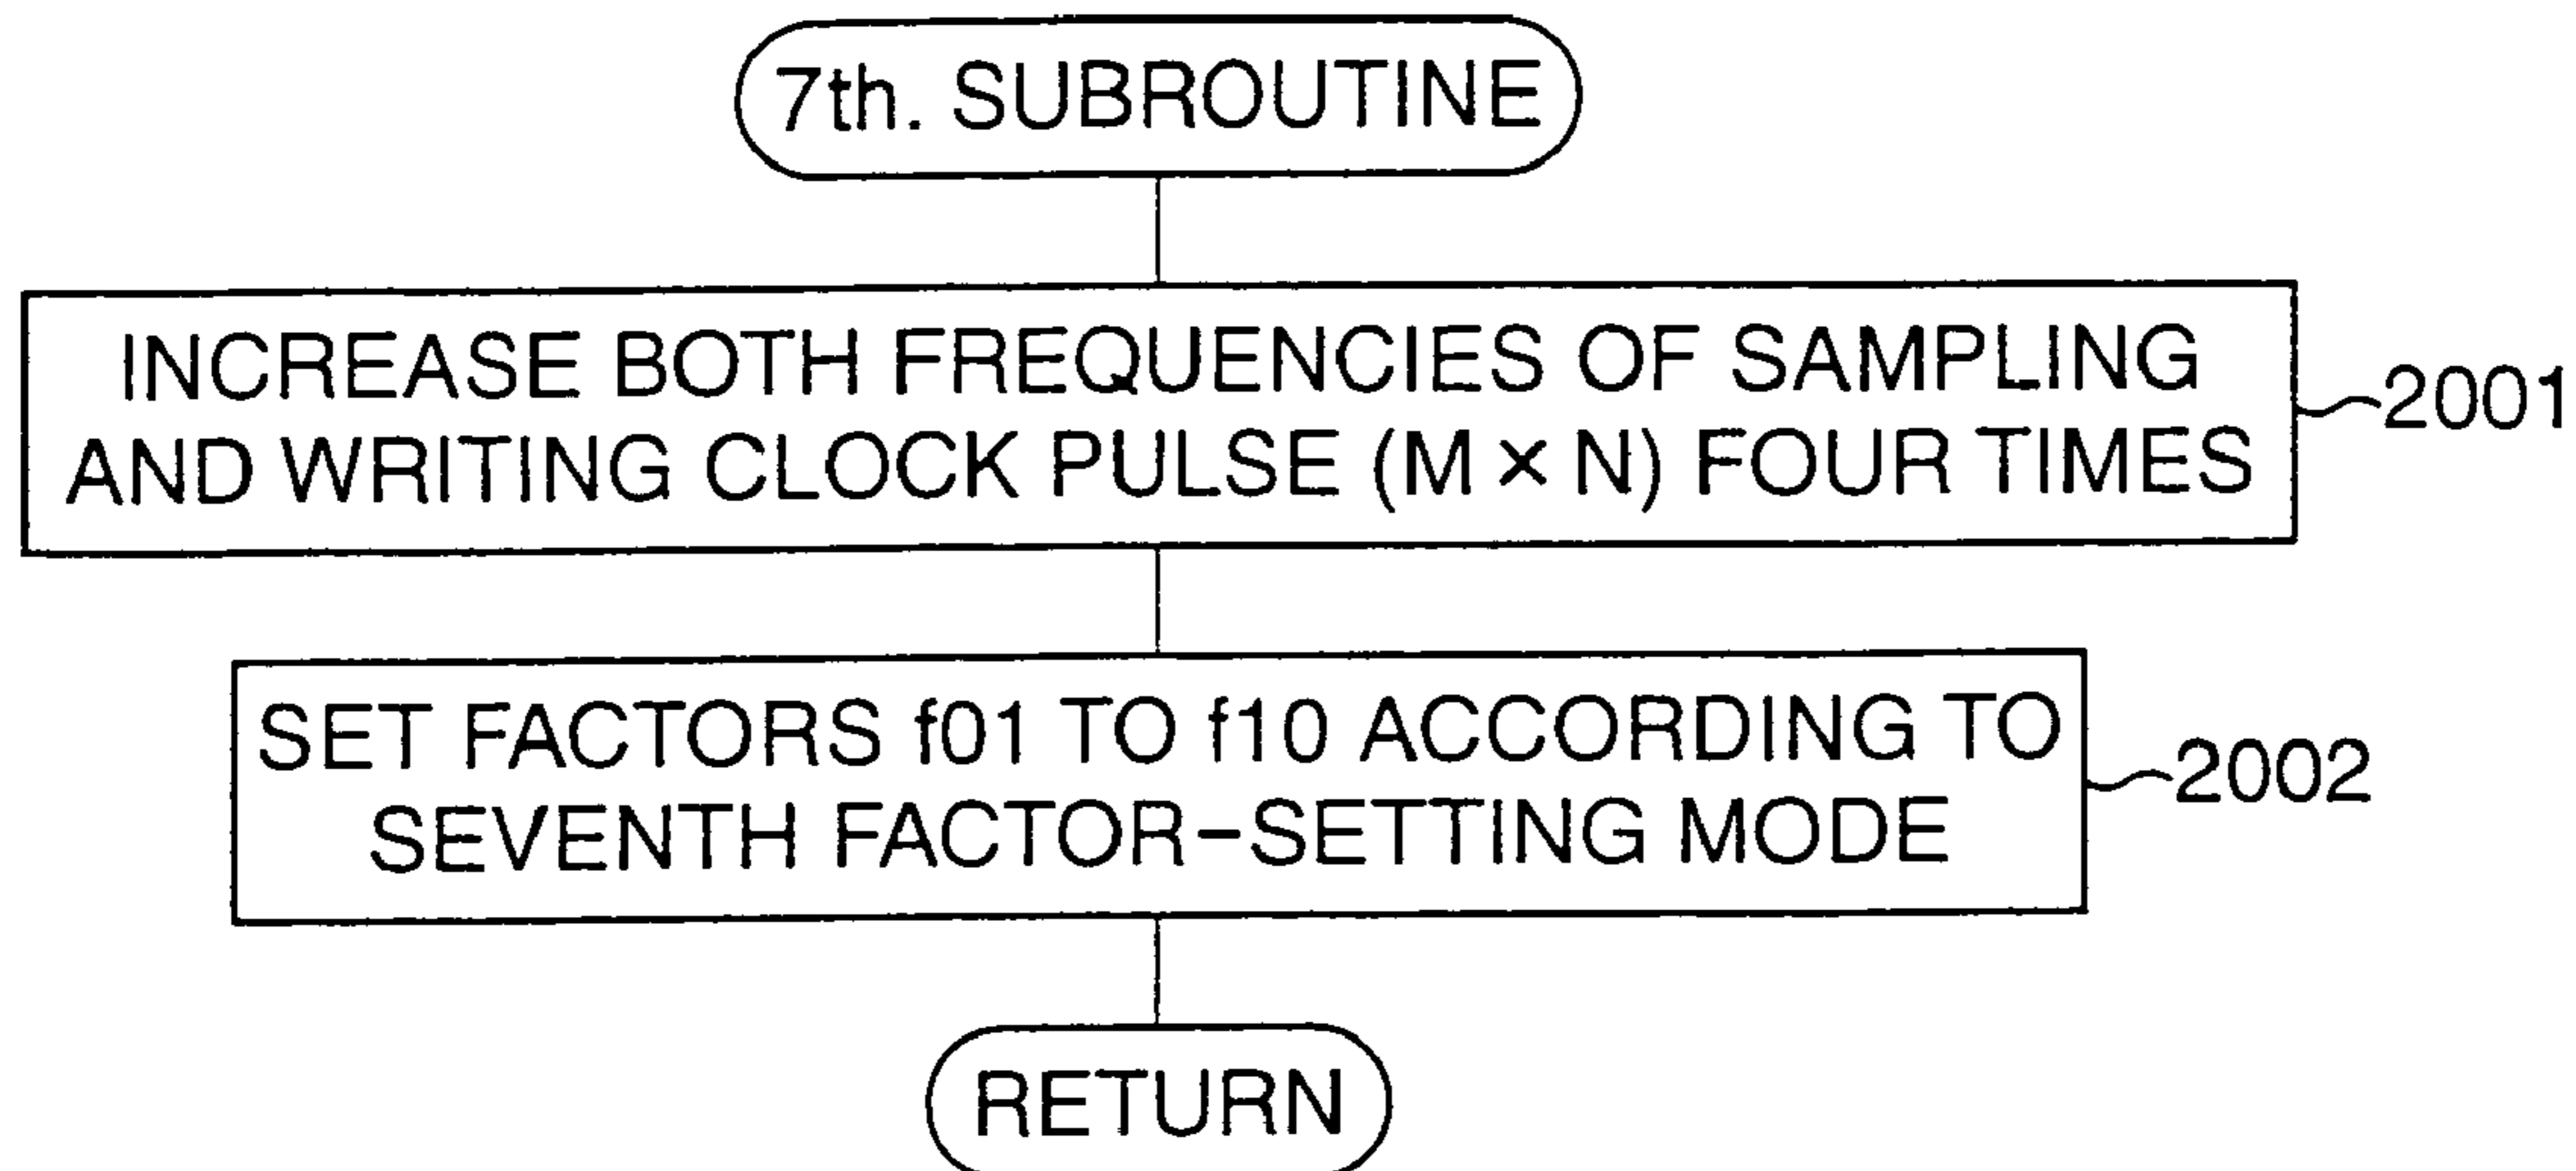 7th. SUBROUTINE
INCREASE BOTH FREQUENCIES OF SAMPLING
AND WRITING CLOCK PULSE (M × N) FOUR TIMES
2001
SET FACTORS f01 TO f10 ACCORDING TO
SEVENTH FACTOR-SETTING MODE
2002
RETURN